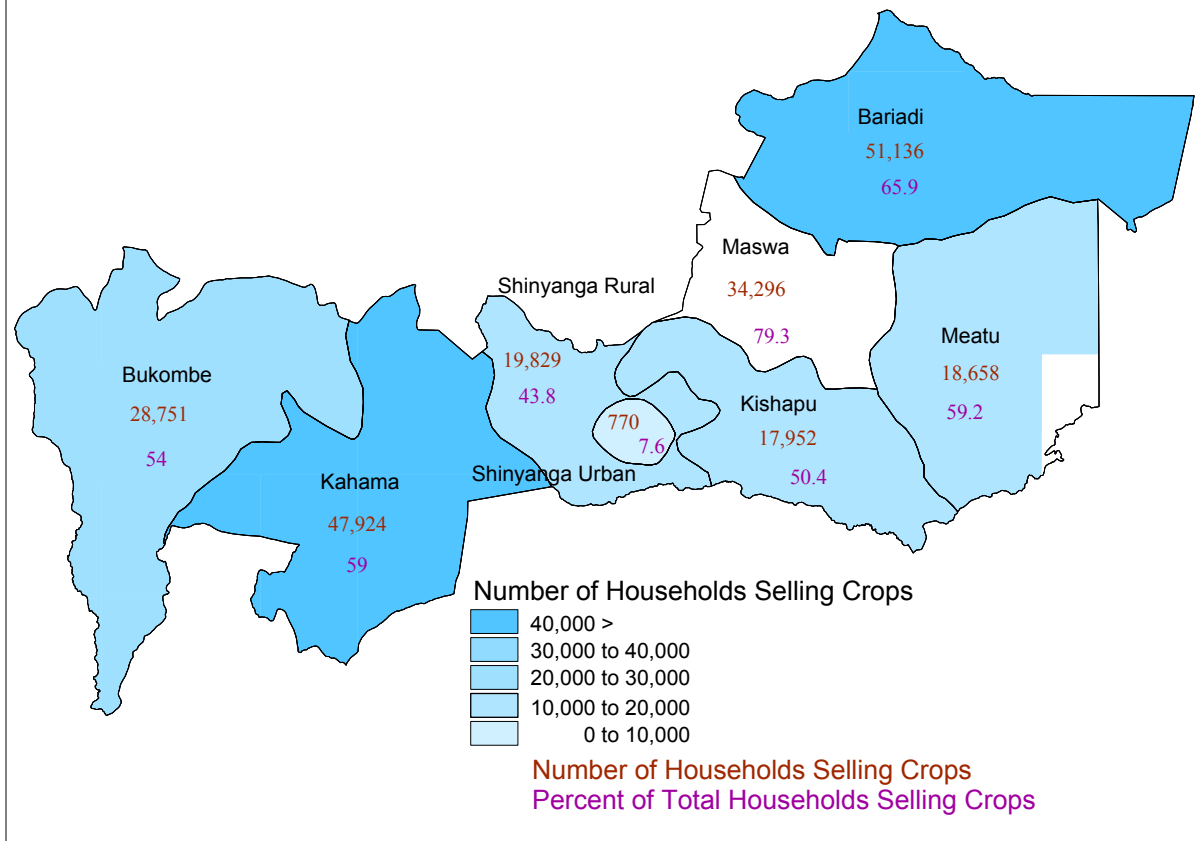 Bariadi
51,136
65.9
Maswa
34,296
79.3
Shinyanga Rural
19,829
43.8
Meatu
18,658
59.2
Bukombe
28,751
54
Kishapu
17,952
50.4
770
7.6
Shinyanga Urban
Kahama
47,924
59
Number of Households Selling Crops
40,000 >
30,000 to 40,000
20,000 to 30,000
10,000 to 20,000
0 to 10,000
Number of Households Selling Crops
Percent of Total Households Selling Crops